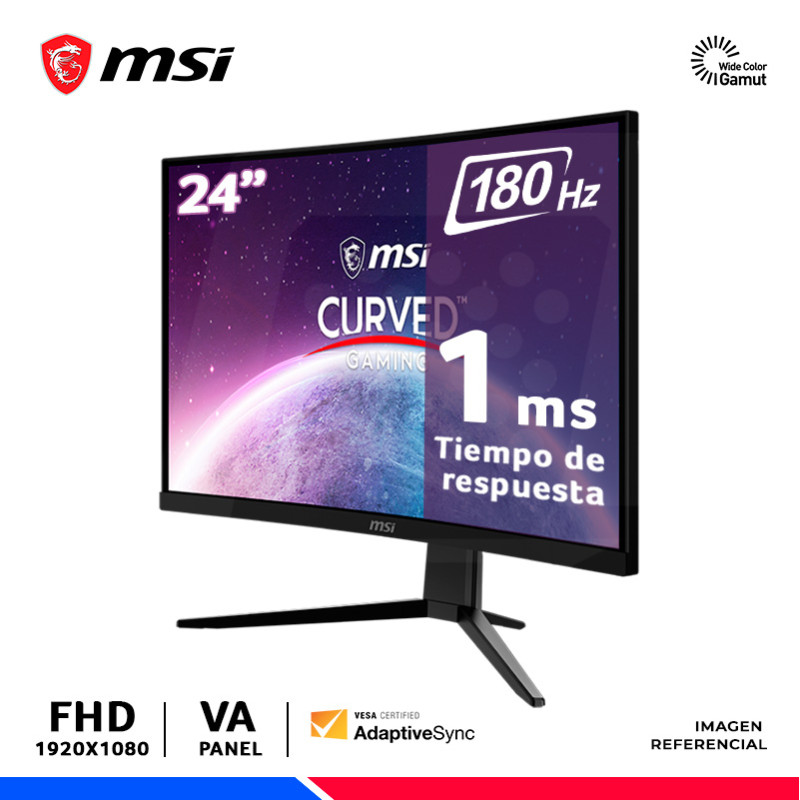 msi
Wide Color
Gamut
24”
180 Hz
msi
CURVED™
GAMING
1 ms
Tiempo de
respuesta
msi
FHD
1920X1080
VA
PANEL
VESA CERTIFIED
AdaptiveSync
IMAGEN
REFERENCIAL